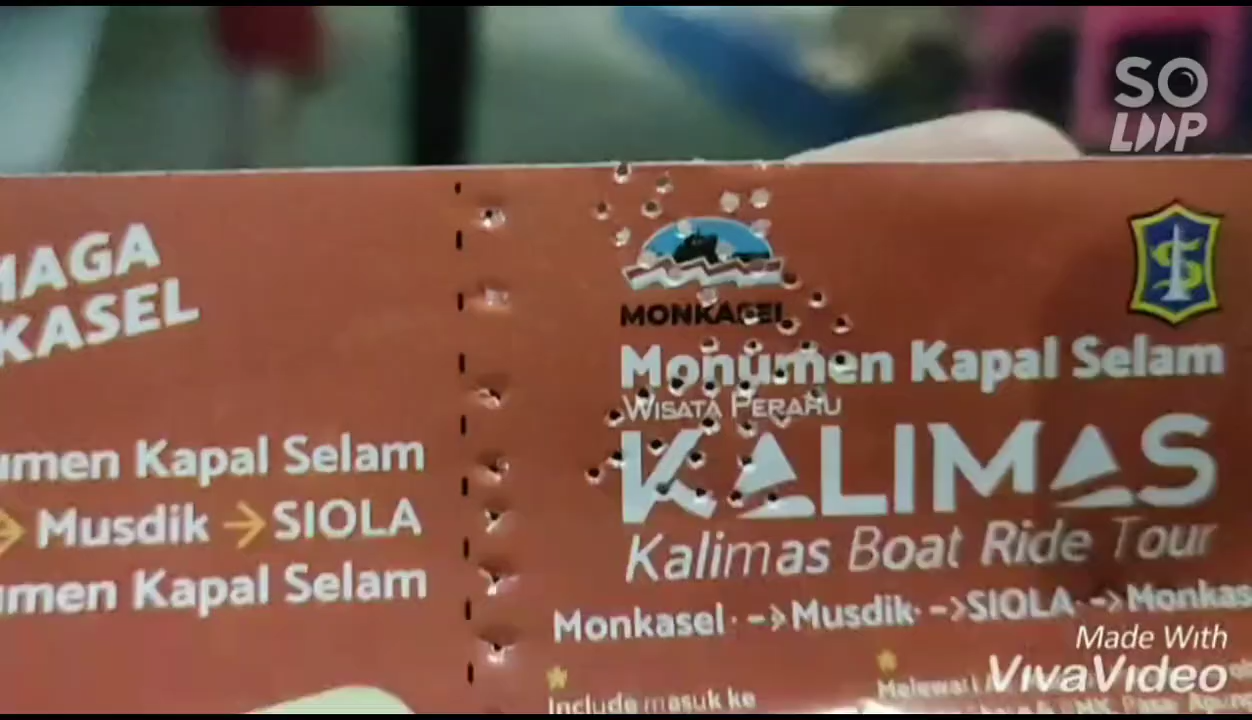 SO
LOOP
MAGA
KASEL
umen Kapal Selam
Musdik → SIOLA
umen Kapal Selam
MONKASEL
Monumen Kapal Selam
WISATA PERAHU
KALIMAS
Kalimas Boat Ride Tour
Monkasel -> Musdik -> SIOLA -> Monkas
Include masuk ke
Made With
VivaVideo